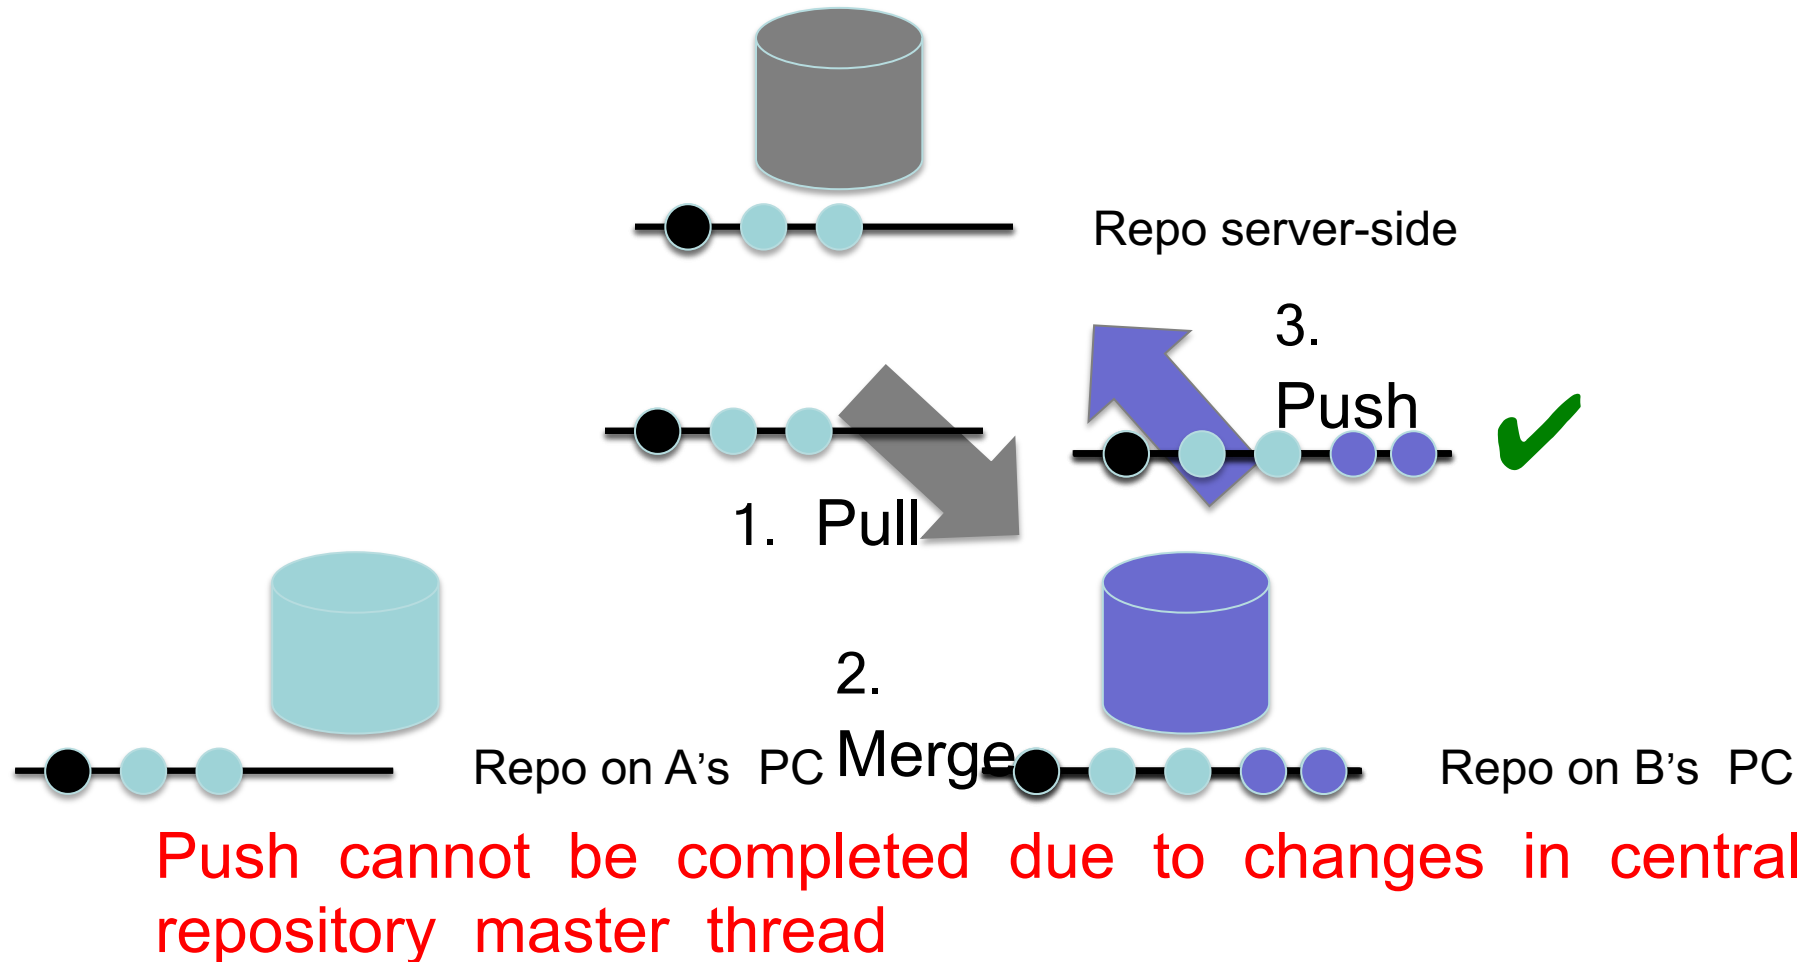 Repo server-side
3.
Push
1. Pull
2.
Merge
Repo on A’s PC
Repo on B’s PC
Push cannot be completed due to changes in central
repository master thread